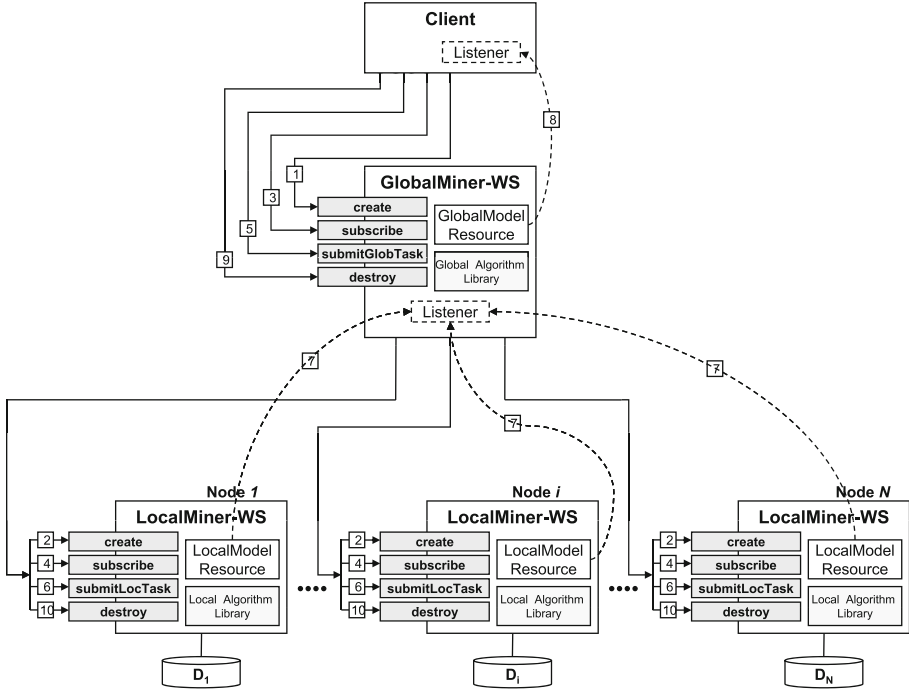 Client
Listener
8
1
3
5
9
GlobalMiner-WS
create
subscribe
submitGlobTask
destroy
GlobalModel
Resource
Global Algorithm
Library
Listener
7
7
7
Node 1
LocalMiner-WS
2
create
4
subscribe
6
submitLocTask
10
destroy
LocalModel
Resource
Local Algorithm
Library
D1
Node i
LocalMiner-WS
2
create
4
subscribe
6
submitLocTask
10
destroy
LocalModel
Resource
Local Algorithm
Library
Di
Node N
LocalMiner-WS
2
create
4
subscribe
6
submitLocTask
10
destroy
LocalModel
Resource
Local Algorithm
Library
DN